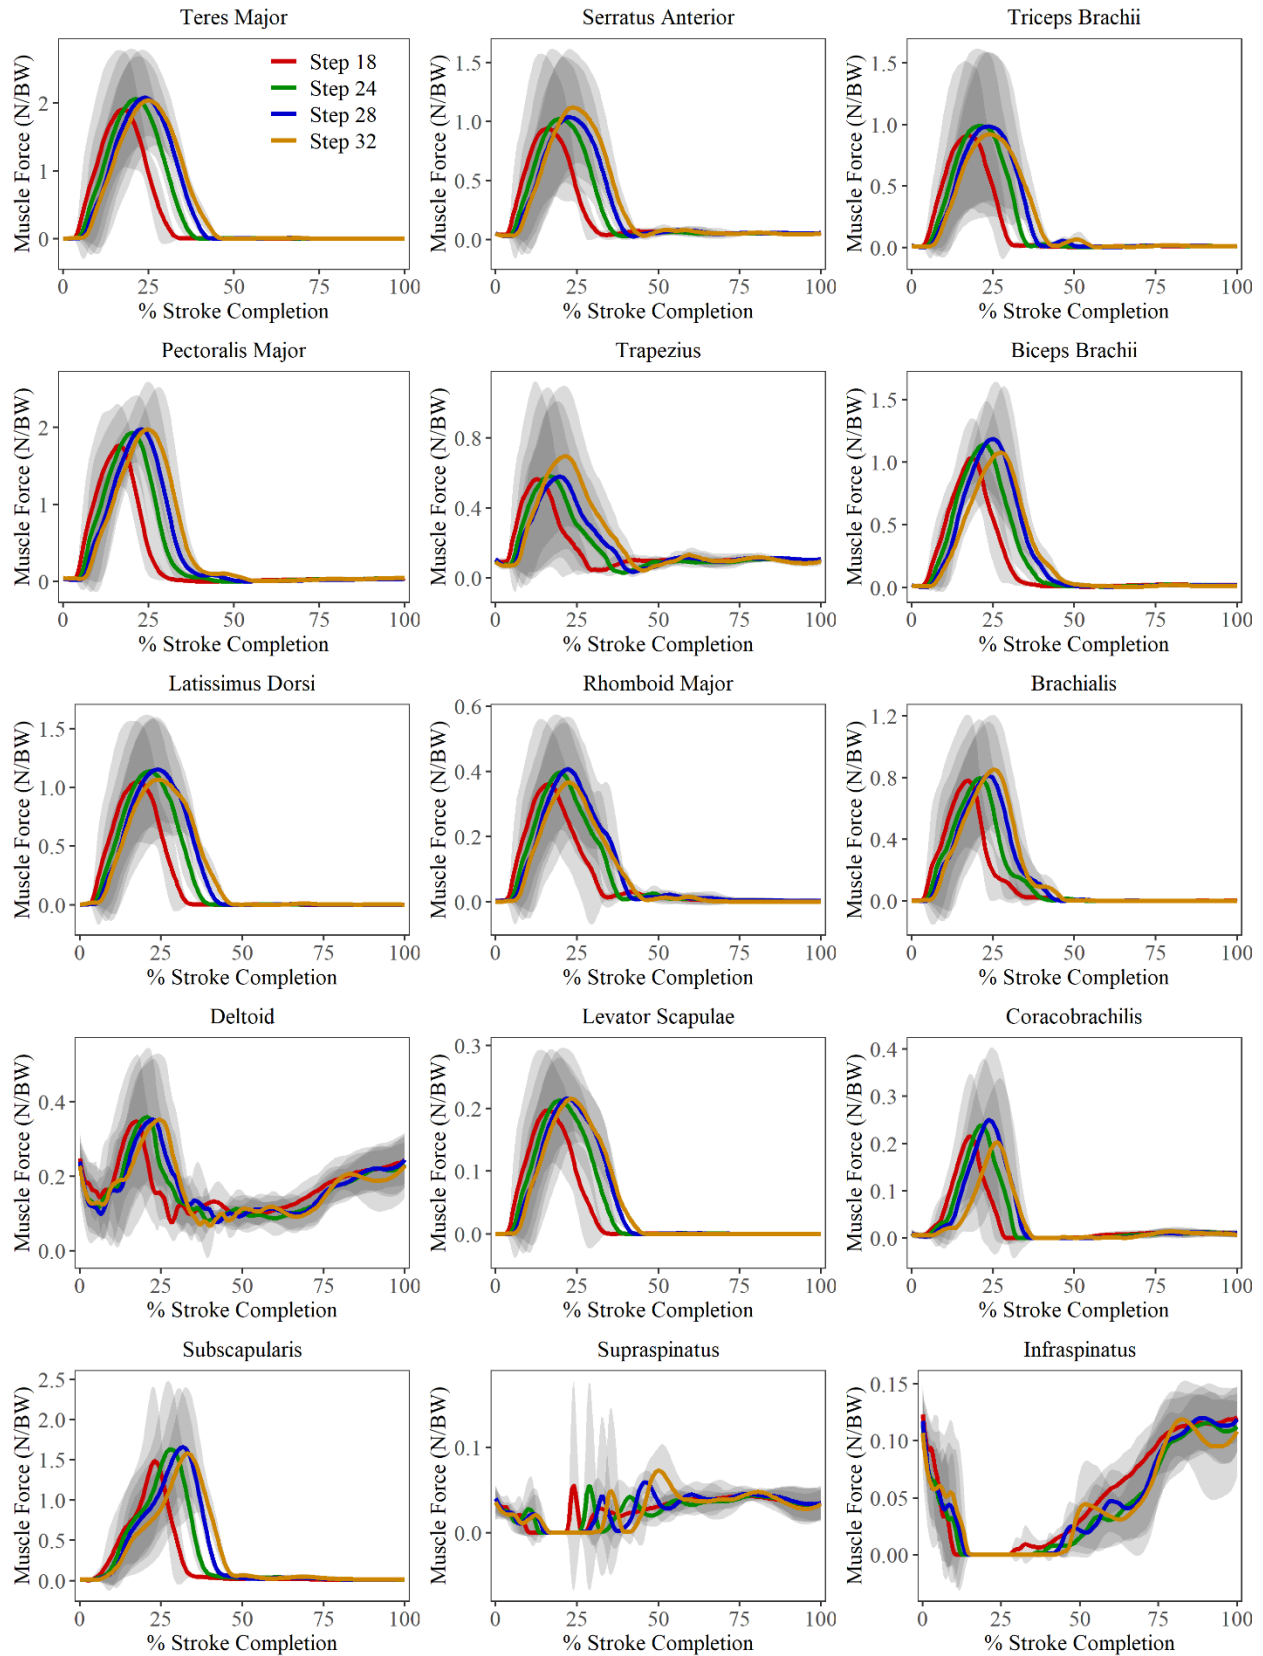 Teres Major
Serratus Anterior
Triceps Brachii
Muscle Force (N/BW)
2
1
0
Step 18
Step 24
Step 28
Step 32
0 25 50 75 100
% Stroke Completion
Muscle Force (N/BW)
1.5
1.0
0.5
0.0
0 25 50 75 100
% Stroke Completion
Muscle Force (N/BW)
1.5
1.0
0.5
0.0
0 25 50 75 100
% Stroke Completion
Pectoralis Major
Trapezius
Biceps Brachii
Muscle Force (N/BW)
2
1
0
0 25 50 75 100
% Stroke Completion
Muscle Force (N/BW)
0.8
0.4
0.0
0 25 50 75 100
% Stroke Completion
Muscle Force (N/BW)
1.5
1.0
0.5
0.0
0 25 50 75 100
% Stroke Completion
Latissimus Dorsi
Rhomboid Major
Brachialis
Muscle Force (N/BW)
1.5
1.0
0.5
0.0
0 25 50 75 100
% Stroke Completion
Muscle Force (N/BW)
0.6
0.4
0.2
0.0
0 25 50 75 100
% Stroke Completion
Muscle Force (N/BW)
1.2
0.8
0.4
0.0
0 25 50 75 100
% Stroke Completion
Deltoid
Levator Scapulae
Coracobrachilis
Muscle Force (N/BW)
0.4
0.2
0.0
0 25 50 75 100
% Stroke Completion
Muscle Force (N/BW)
0.3
0.2
0.1
0.0
0 25 50 75 100
% Stroke Completion
Muscle Force (N/BW)
0.4
0.3
0.2
0.1
0.0
0 25 50 75 100
% Stroke Completion
Subscapularis
Supraspinatus
Infraspinatus
Muscle Force (N/BW)
2.5
2.0
1.5
1.0
0.5
0.0
0 25 50 75 100
% Stroke Completion
Muscle Force (N/BW)
0.1
0.0
0 25 50 75 100
% Stroke Completion
Muscle Force (N/BW)
0.15
0.10
0.05
0.00
0 25 50 75 100
% Stroke Completion